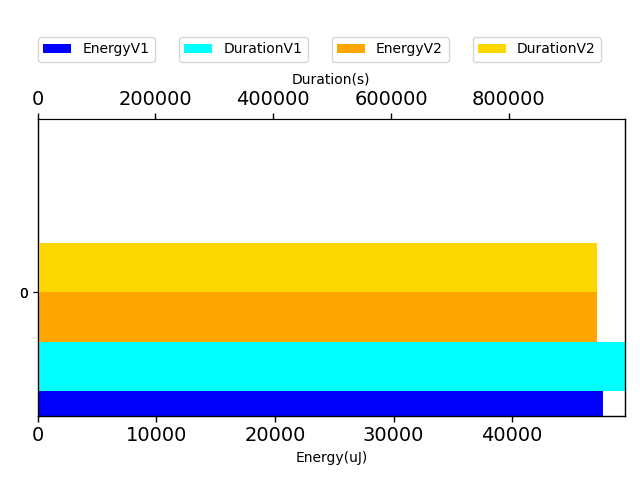 EnergyV1 DurationV1 EnergyV2 DurationV2
Duration(s)
0 200000 400000 600000 800000
0
0 10000 20000 30000 40000
Energy(uJ)